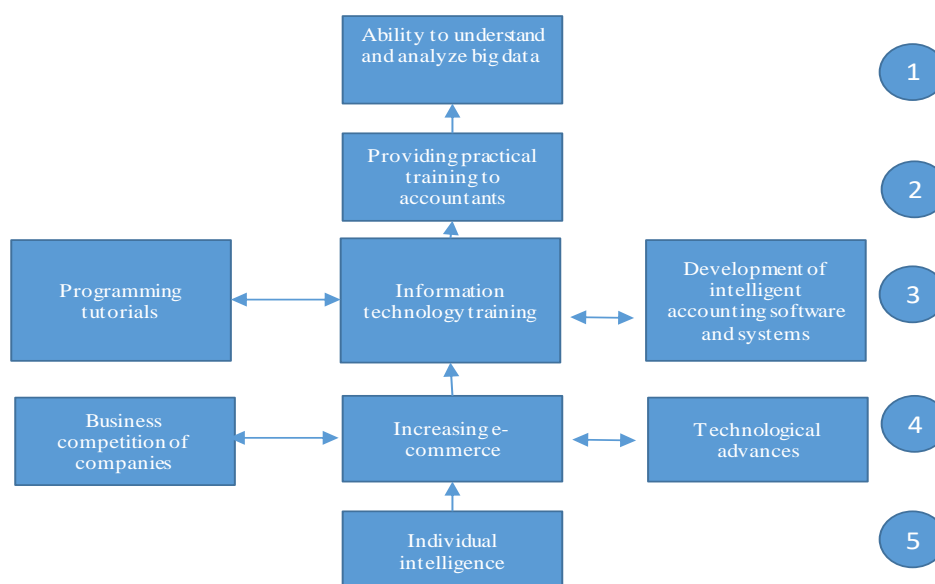 Ability to understand
and analyze big data
1
Providing practical
training to
accountants
2
Programming
tutorials
Information
technology training
Development of
intelligent
accounting software
and systems
3
Business
competition of
companies
Increasing e-
commerce
Technological
advances
4
Individual
intelligence
5